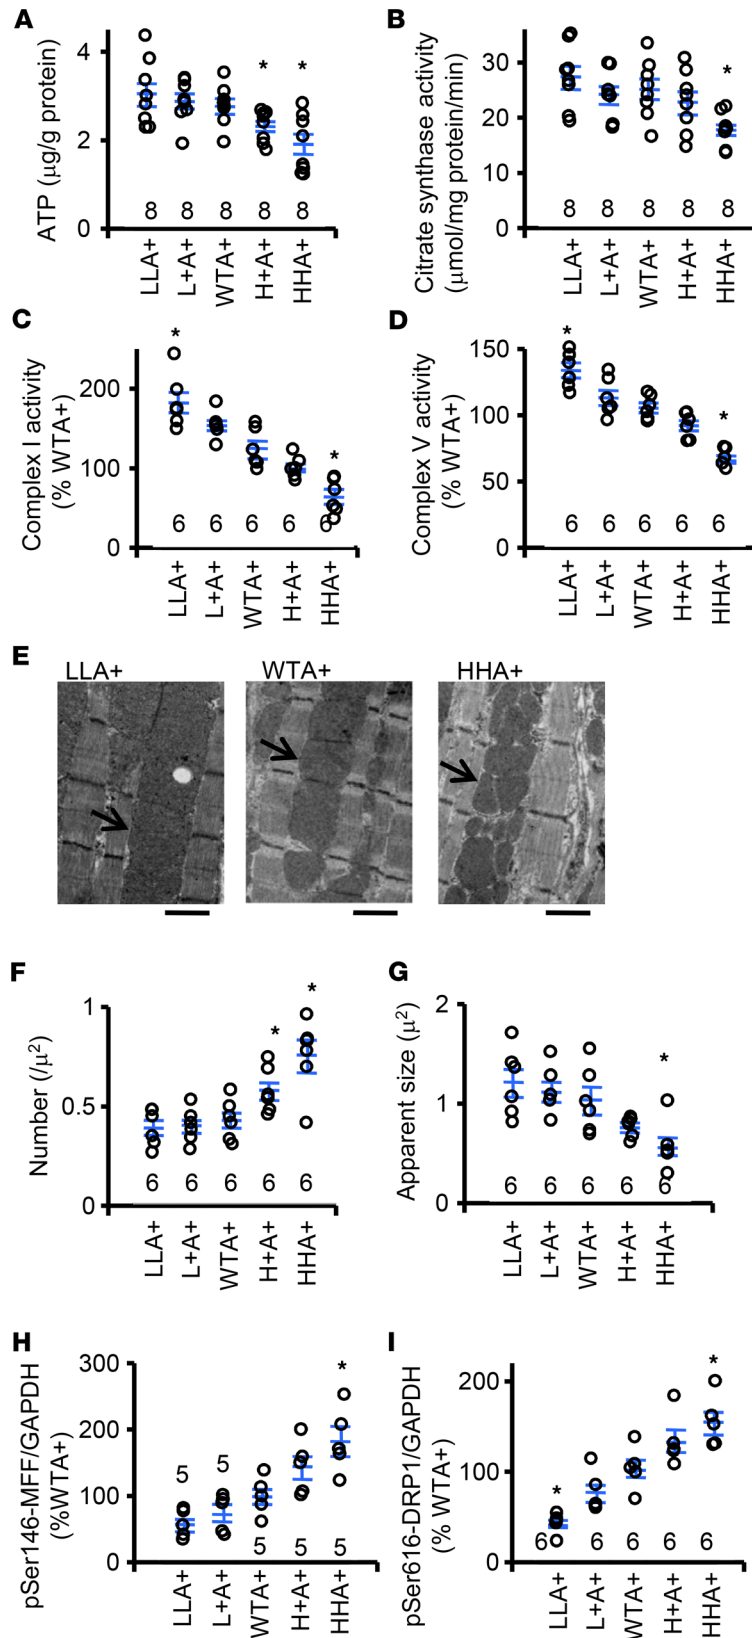 A
ATP (μg/g protein)
4
2
0
8 8 8 8 8
* *
LLA+ L+A+ WTA+ H+A+ HHA+
B
Citrate synthase activity
(μmol/mg protein/min)
30
20
10
0
8 8 8 8 8
*
LLA+ L+A+ WTA+ H+A+ HHA+
C
Complex I activity
(% WTA+)
200
100
0
* *
6 6 6 6 6
LLA+ L+A+ WTA+ H+A+ HHA+
D
Complex V activity
(% WTA+)
150
100
50
0
* *
6 6 6 6 6
LLA+ L+A+ WTA+ H+A+ HHA+
E
LLA+ WTA+ HHA+
F
Number (/μ²)
1
0.5
0
* *
6 6 6 6 6
LLA+ L+A+ WTA+ H+A+ HHA+
G
Apparent size (μ²)
2
1
0
*
6 6 6 6 6
LLA+ L+A+ WTA+ H+A+ HHA+
H
pSer146-MFF/GAPDH
(%WTA+)
300
200
100
0
*
5 5 5 5 5
LLA+ L+A+ WTA+ H+A+ HHA+
I
pSer616-DRP1/GAPDH
(% WTA+)
200
100
0
* *
6 6 6 6 6
LLA+ L+A+ WTA+ H+A+ HHA+